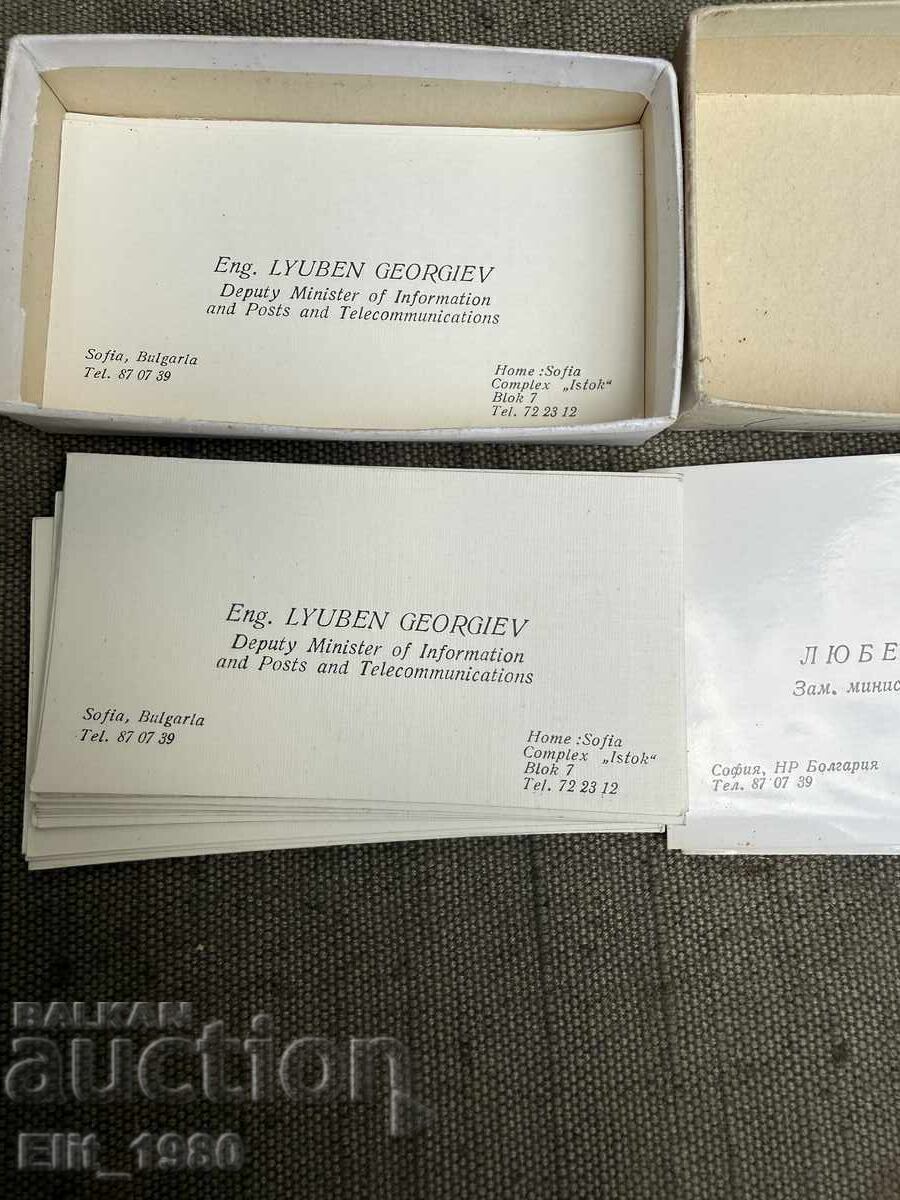 Eng. LYUBEN GEORGIEV
Deputy Minister of Information
and Posts and Telecommunications
Sofia, Bulgaria
Tel. 87 07 39
Home :Sofia
Complex „Istok“
Blok 7
Tel. 72 23 12
Eng. LYUBEN GEORGIEV
Deputy Minister of Information
and Posts and Telecommunications
Sofia, Bulgaria
Tel. 87 07 39
Home :Sofia
Complex „Istok“
Blok 7
Tel. 72 23 12
ЛЮБЕ
Зам. минис
София, НР Болгария
Тел. 87 07 39
BALKAN
auction
Elit_1980